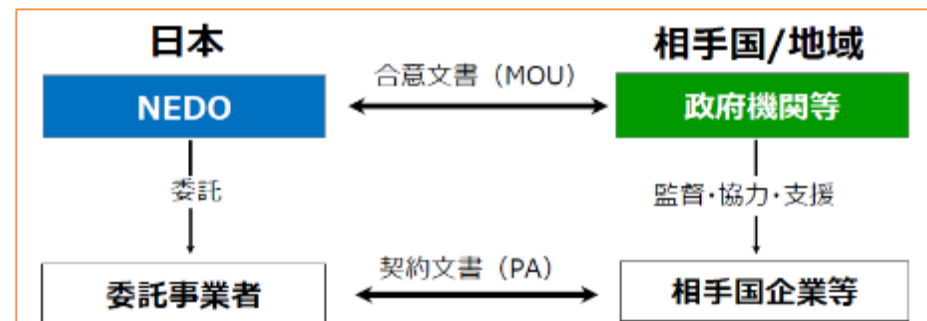 日本
相手国/地域
合意文書（MOU）
NEDO
政府機関等
委託
監督・協力・支援
契約文書（PA）
委託事業者
相手国企業等